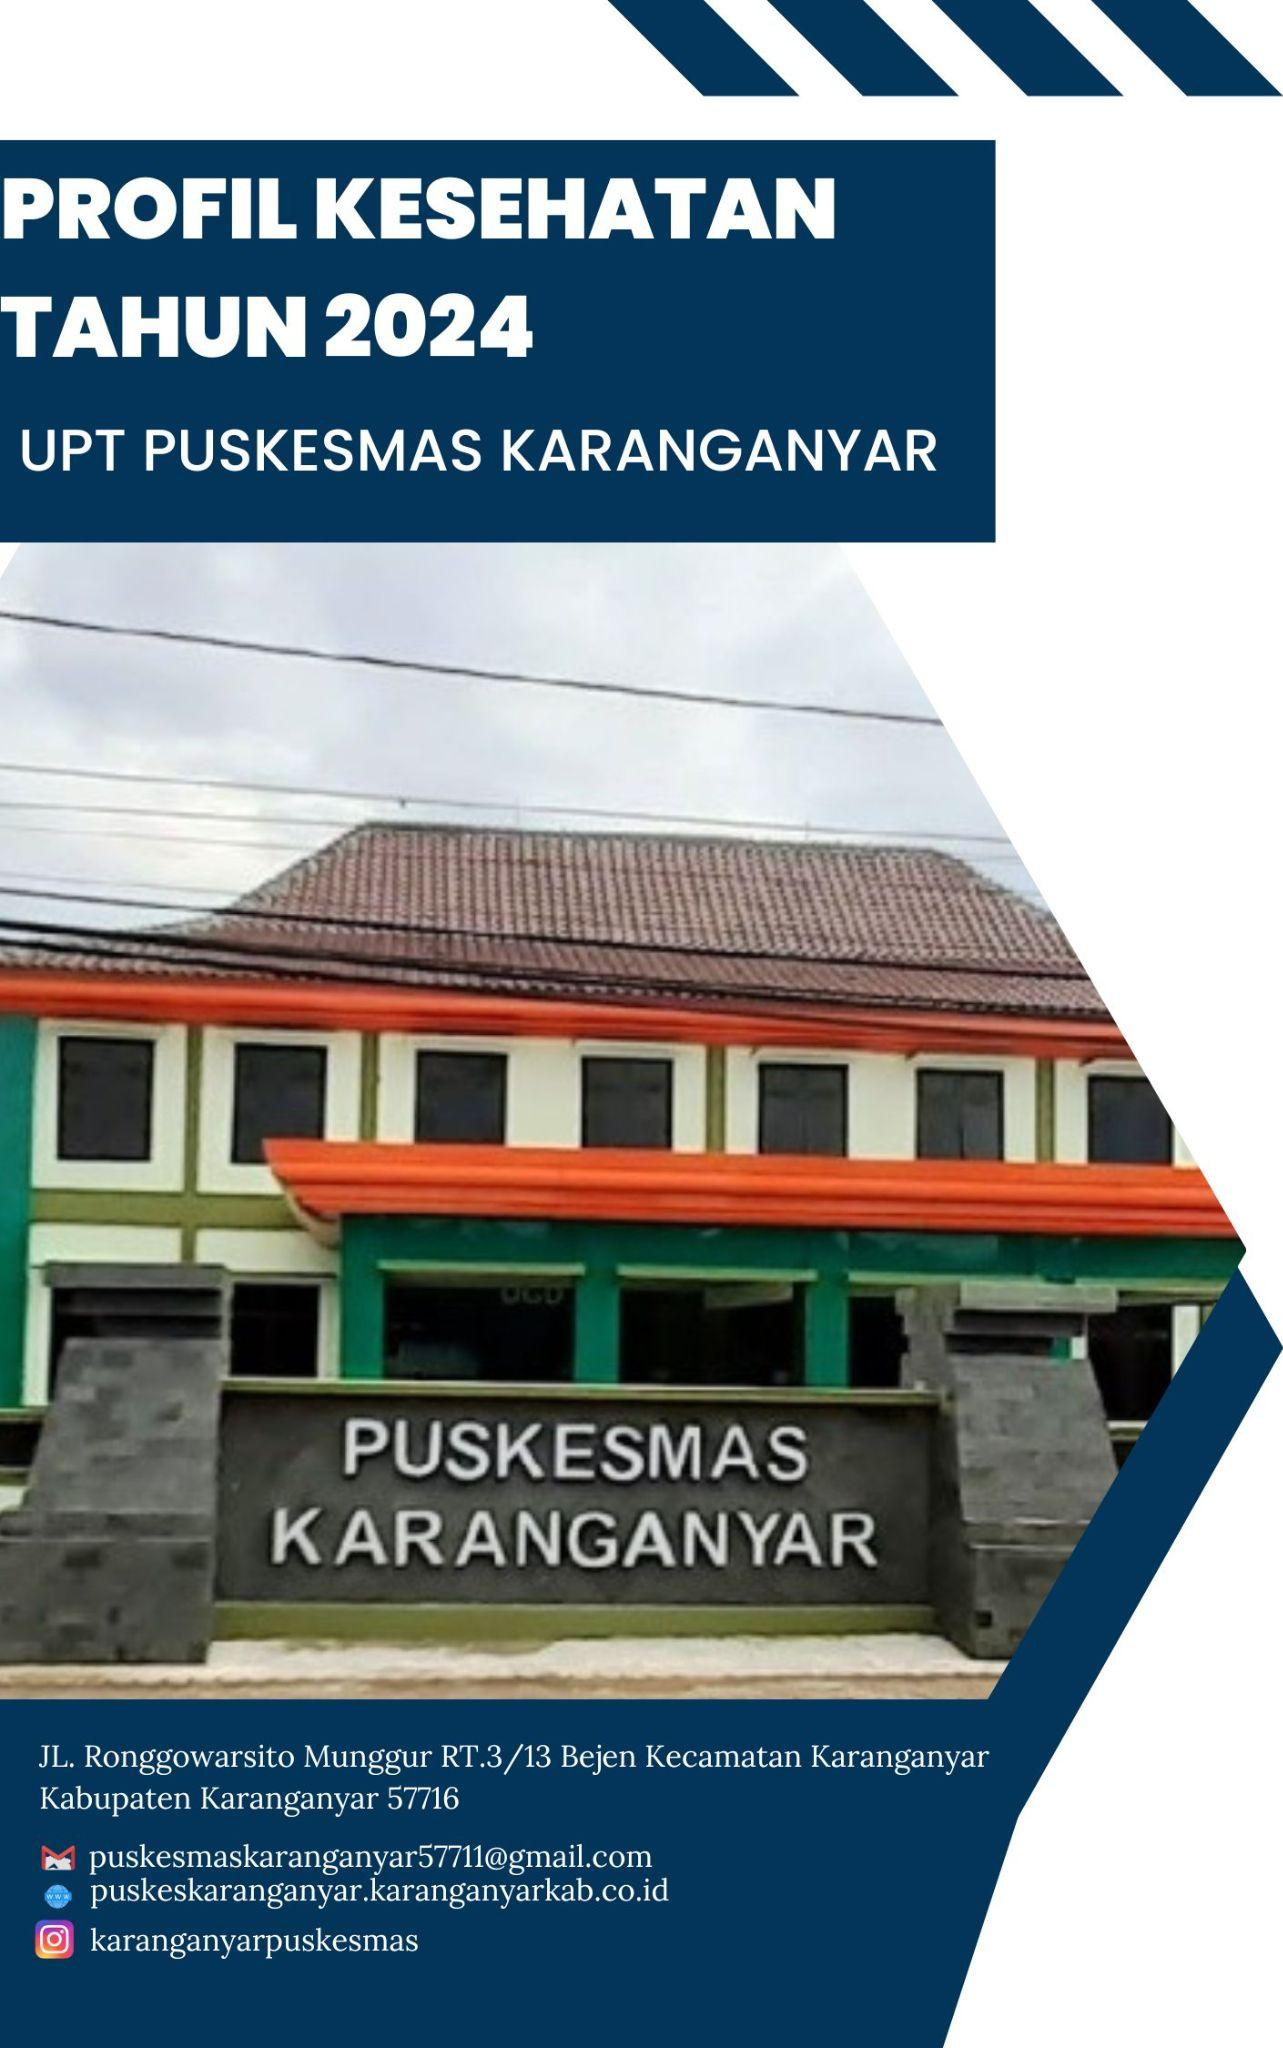 PROFIL KESEHATAN
TAHUN 2024
UPT PUSKESMAS KARANGANYAR
UGD
PUSKESMAS
KARANGANYAR
JL. Ronggowarsito Munggur RT.3/13 Bejen Kecamatan Karanganyar
Kabupaten Karanganyar 57716
puskesmaskaranganyar57711@gmail.com
puskeskaranganyar.karanganyarkab.co.id
karanganyarpuskesmas